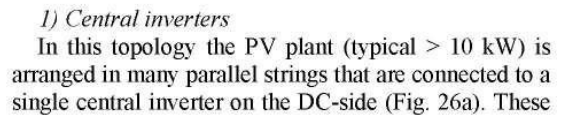 1) Central inverters
In this topology the PV plant (typical > 10 kW) is
arranged in many parallel strings that are connected to a
single central inverter on the DC-side (Fig. 26a). These